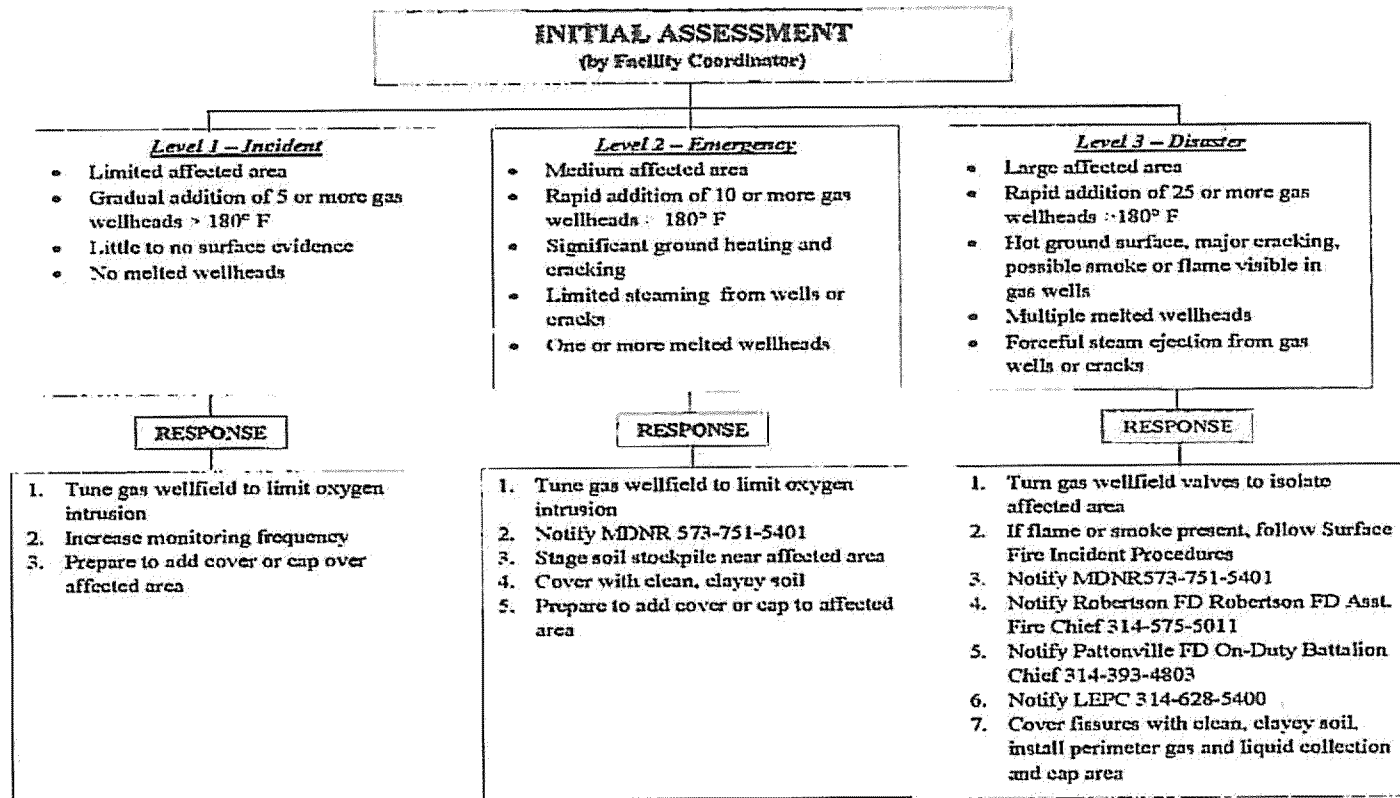 INITIAL ASSESSMENT
(by Facility Coordinator)
Level 1 – Incident
• Limited affected area
• Gradual addition of 5 or more gas
wellheads > 180° F
• Little to no surface evidence
• No melted wellheads
Level 2 – Emergency
• Medium affected area
• Rapid addition of 10 or more gas
wellheads > 180° F
• Significant ground heating and
cracking
• Limited steaming from wells or
cracks
• One or more melted wellheads
Level 3 – Disaster
• Large affected area
• Rapid addition of 25 or more gas
wellheads >180° F
• Hot ground surface, major cracking,
possible smoke or flame visible in
gas wells
• Multiple melted wellheads
• Forceful steam ejection from gas
wells or cracks
RESPONSE
RESPONSE
RESPONSE
1. Tune gas wellfield to limit oxygen
intrusion
2. Increase monitoring frequency
3. Prepare to add cover or cap over
affected area
1. Tune gas wellfield to limit oxygen
intrusion
2. Notify MDNR 573-751-5401
3. Stage soil stockpile near affected area
4. Cover with clean, clayey soil
5. Prepare to add cover or cap to affected
area
1. Turn gas wellfield valves to isolate
affected area
2. If flame or smoke present, follow Surface
Fire Incident Procedures
3. Notify MDNR573-751-5401
4. Notify Robertson FD Robertson FD Asst.
Fire Chief 314-575-5011
5. Notify Pattonville FD On-Duty Battalion
Chief 314-393-4803
6. Notify LEPC 314-628-5400
7. Cover fissures with clean, clayey soil,
install perimeter gas and liquid collection
and cap area